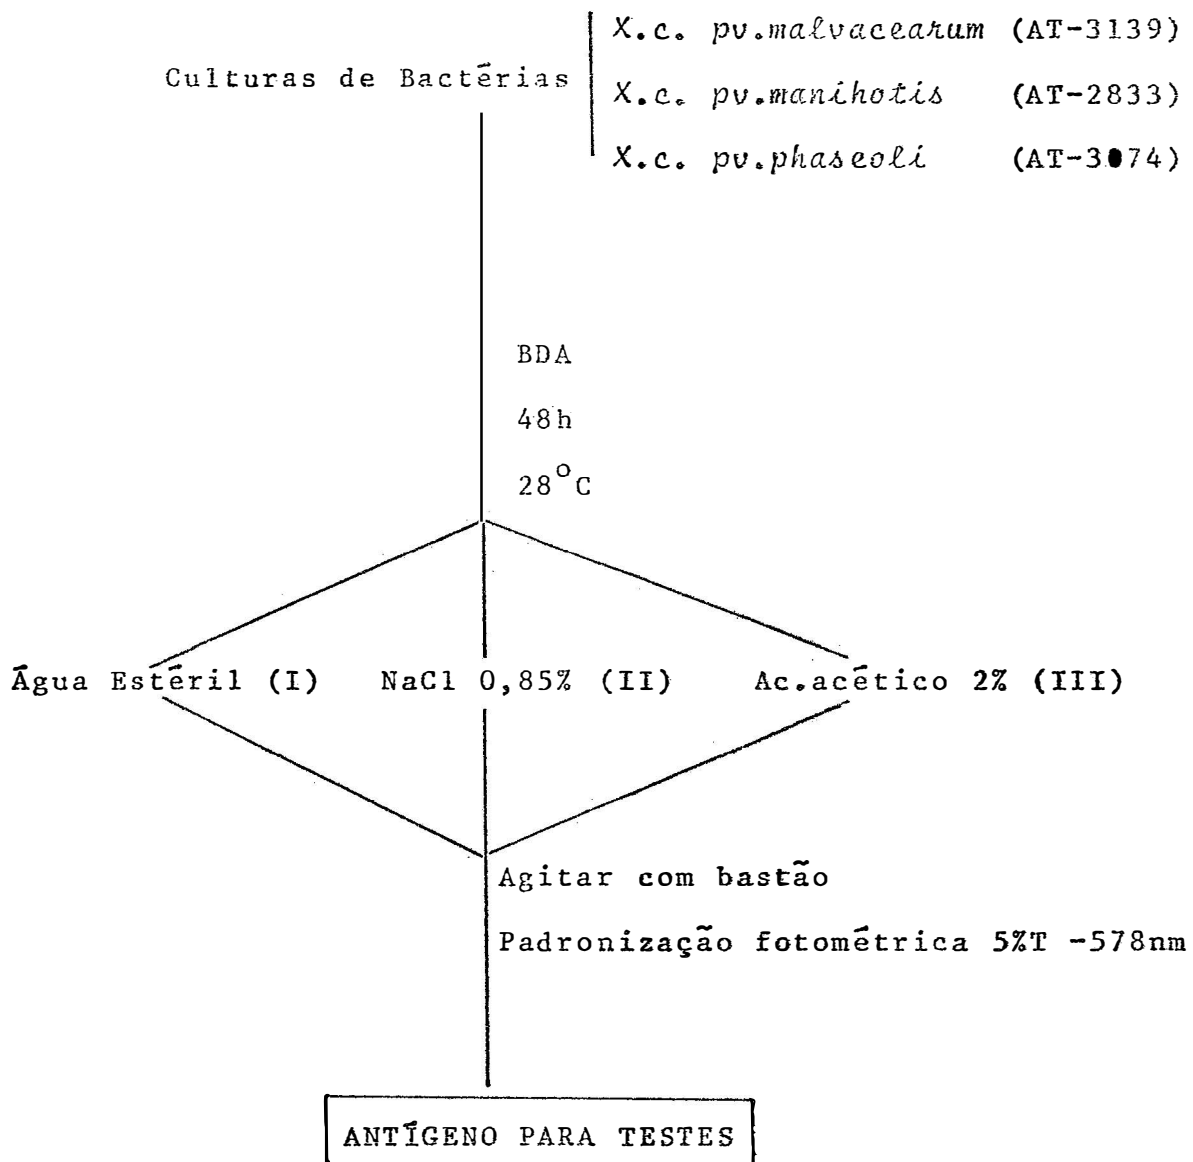 X.c. pv.malvacearum (AT-3139)
Culturas de Bactérias
X.c. pv.manihotis (AT-2833)
X.c. pv.phaseoli (AT-3074)
BDA
48h
28°C
Água Estéril (I) NaCl 0,85% (II) Ac.acético 2% (III)
Agitar com bastão
Padronização fotométrica 5%T -578nm
ANTÍGENO PARA TESTES